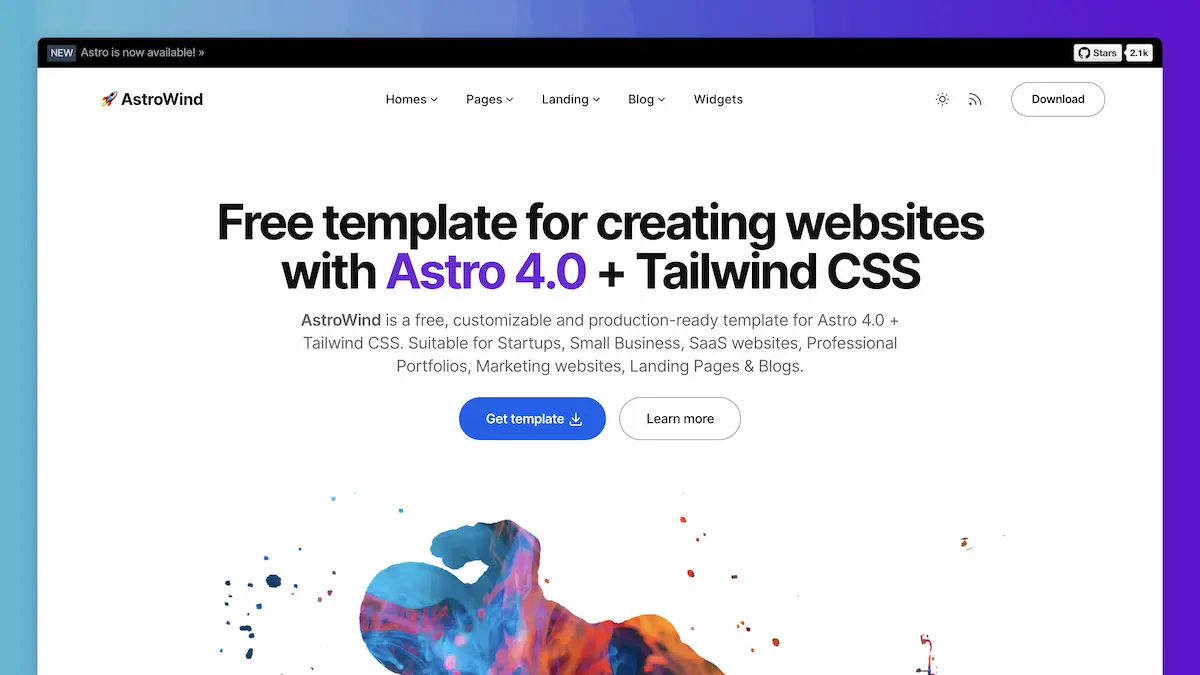 NEW Astro is now available! »
Stars 2.1k
AstroWind
Homes Pages Landing Blog Widgets
Download
Free template for creating websites
with Astro 4.0 + Tailwind CSS
AstroWind is a free, customizable and production-ready template for Astro 4.0 +
Tailwind CSS. Suitable for Startups, Small Business, SaaS websites, Professional
Portfolios, Marketing websites, Landing Pages & Blogs.
Get template
Learn more